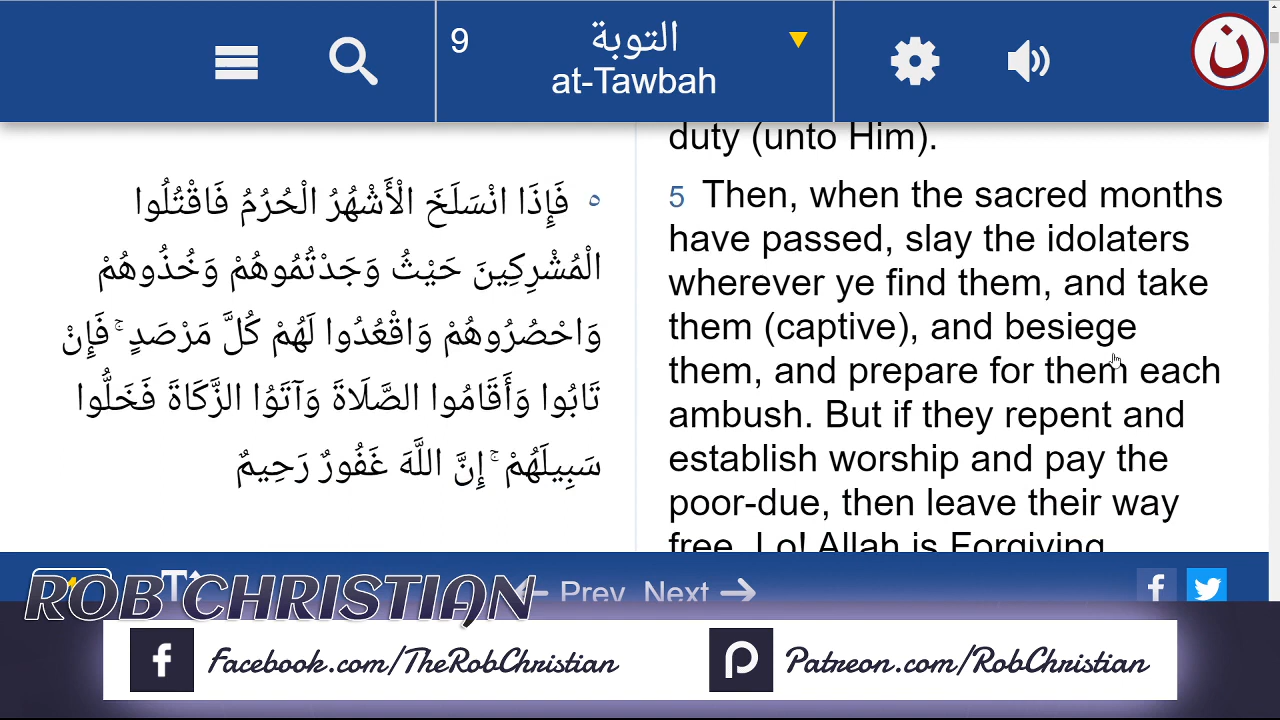 9
التوبة
at-Tawbah
ن
duty (unto Him).
٥ فَإِذَا انْسَلَخَ الْأَشْهُرُ الْحُرُمُ فَاقْتُلُوا
الْمُشْرِكِينَ حَيْثُ وَجَدْتُمُوهُمْ وَخُذُوهُمْ
وَاحْصُرُوهُمْ وَاقْعُدُوا لَهُمْ كُلَّ مَرْصَدٍ ۚ فَإِنْ
تَابُوا وَأَقَامُوا الصَّلَاةَ وَآتَوُا الزَّكَاةَ فَخَلُّوا
سَبِيلَهُمْ ۚ إِنَّ اللَّهَ غَفُورٌ رَحِيمٌ
5 Then, when the sacred months
have passed, slay the idolaters
wherever ye find them, and take
them (captive), and besiege
them, and prepare for them each
ambush. But if they repent and
establish worship and pay the
poor-due, then leave their way
free. Lo! Allah is Forgiving,
Prev Next
ROB CHRISTIAN
Facebook.com/TheRobChristian
Patreon.com/RobChristian